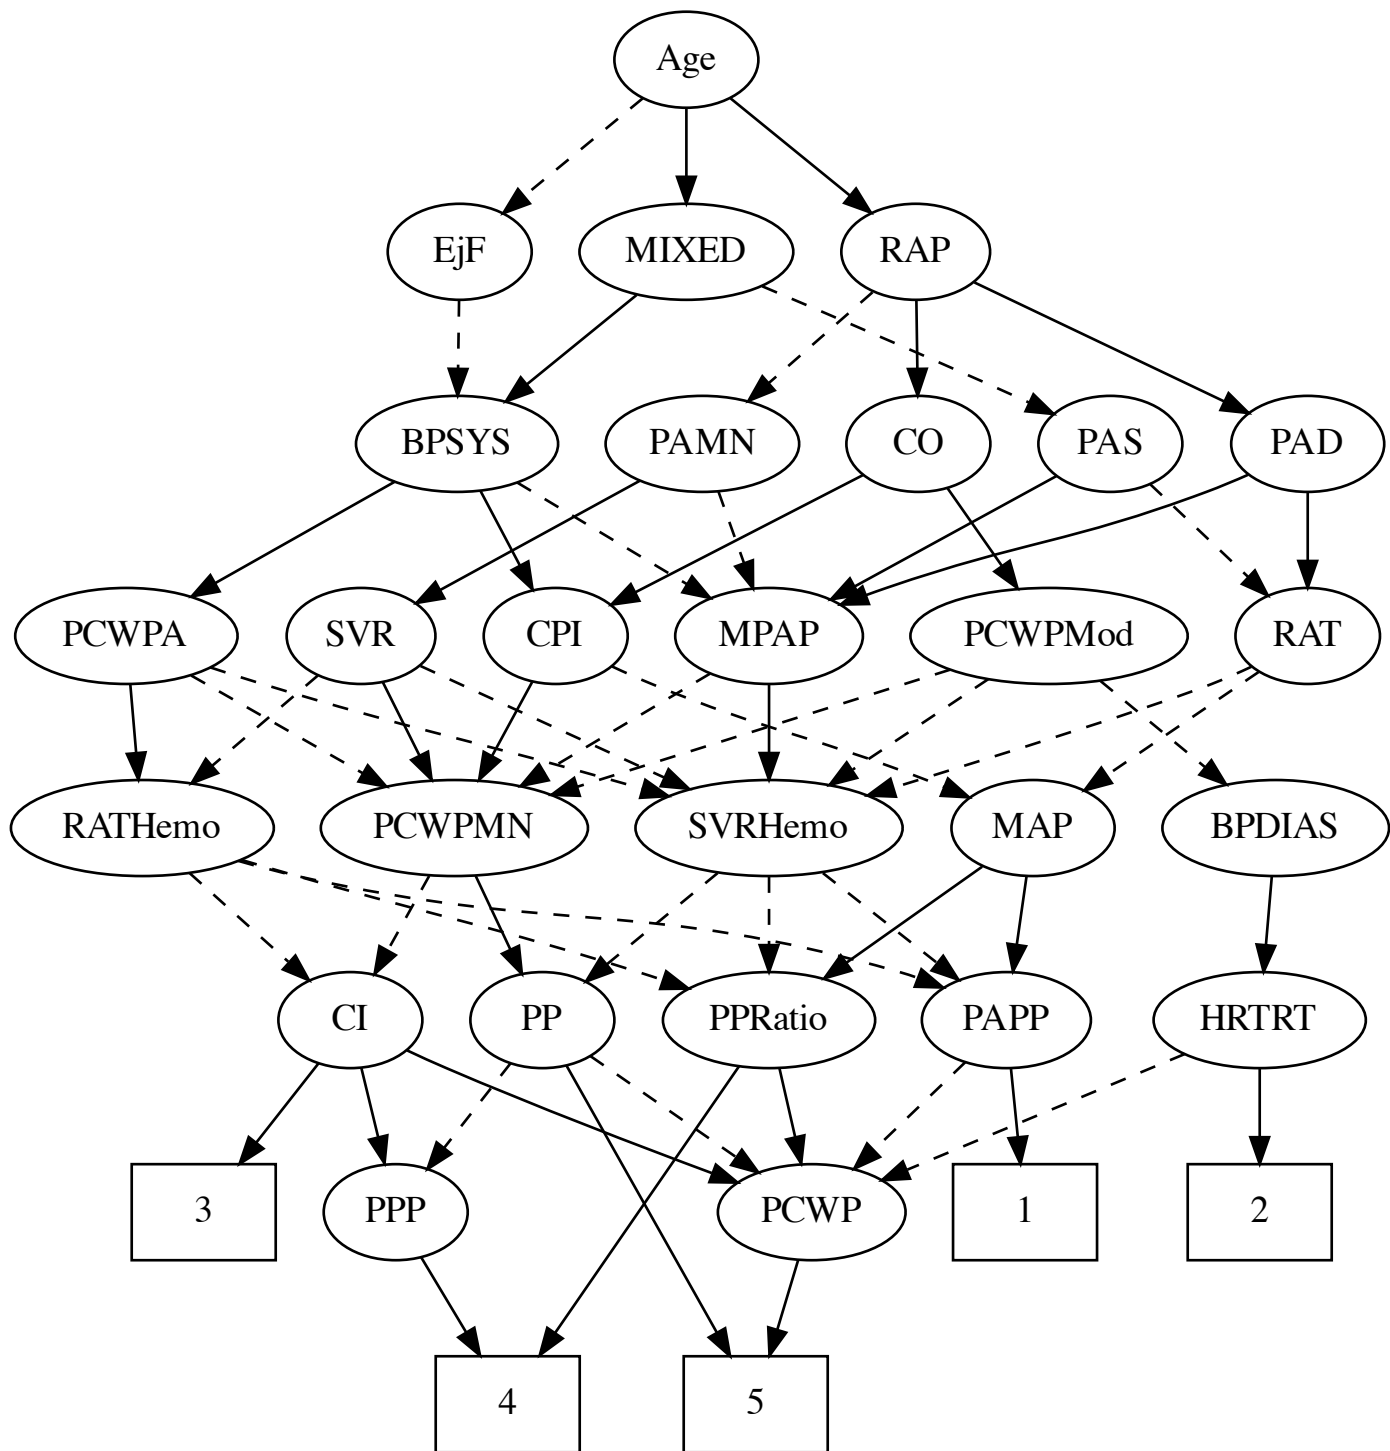 Age
EjF MIXED RAP
BPSYS PAMN CO PAS PAD
PCWPA SVR CPI MPAP PCWPMod RAT
RATHemo PCWPMN SVRHemo MAP BPDIAS
CI PP PPRatio PAPP HRTRT
3 PPP PCWP 1 2
4 5